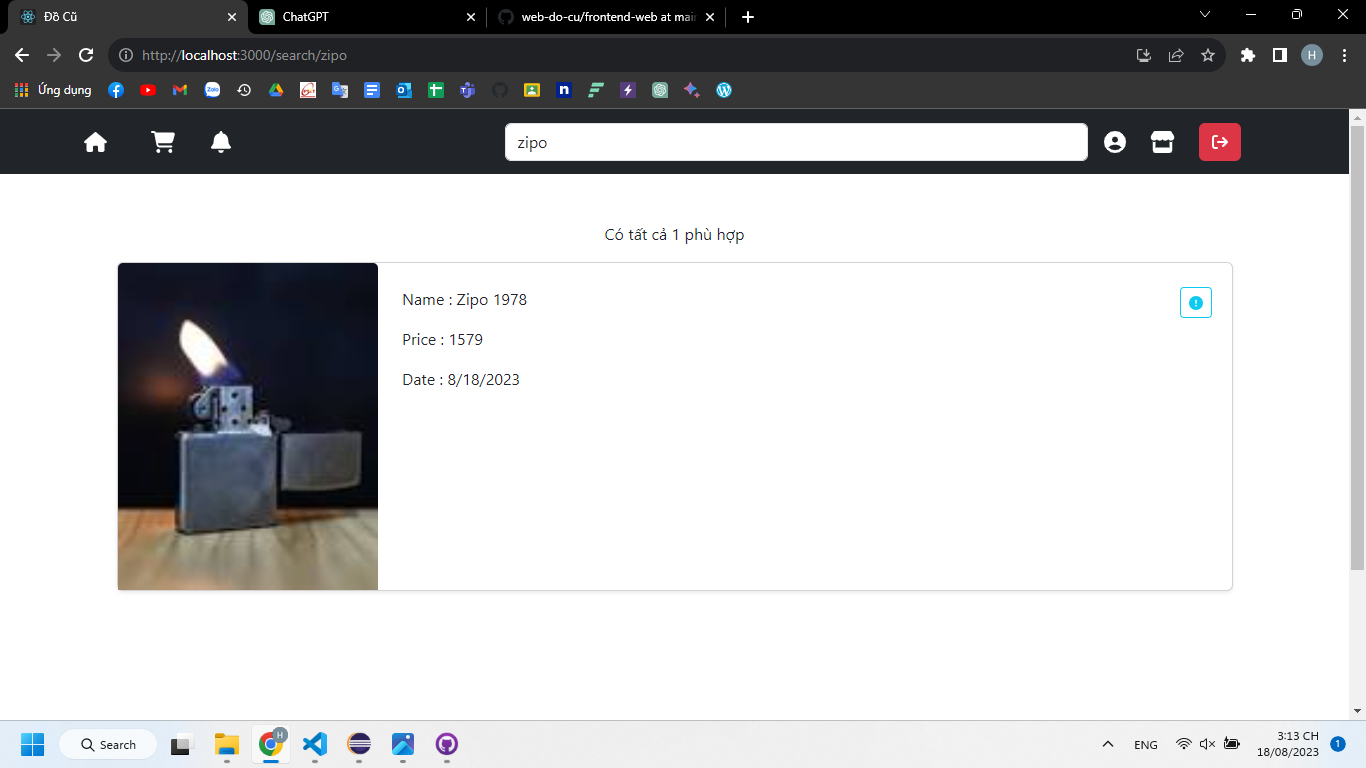 Đồ Cũ
ChatGPT
web-do-cu/frontend-web at mai
http://localhost:3000/search/zipo
H
Ứng dụng
Zalo
n
zipo
Có tất cả 1 phù hợp
Name : Zipo 1978
Price : 1579
Date : 8/18/2023
Search
H
ENG
3:13 CH
18/08/2023
1